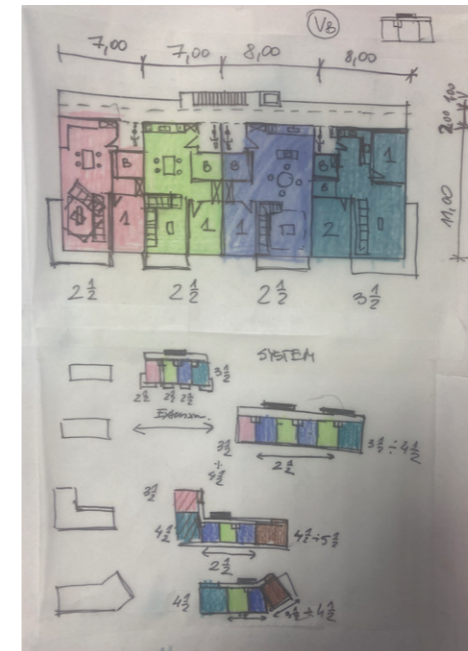 V8
7,00 7,00 8,00 8,00
2,00 1,00
11,00
B B B B
1
B
1 1 1 2
2 1/2 2 1/2 2 1/2 3 1/2
SYSTEM
3 1/2
2 1/2 2 1/2 2 1/2
3 1/2 ÷ 4 1/2
2 1/2
3 1/2 ÷ 4 1/2
3 1/2
4 1/2
4 1/2 ÷ 5 1/2
2 1/2
4 1/2
3 1/2 ÷ 4 1/2